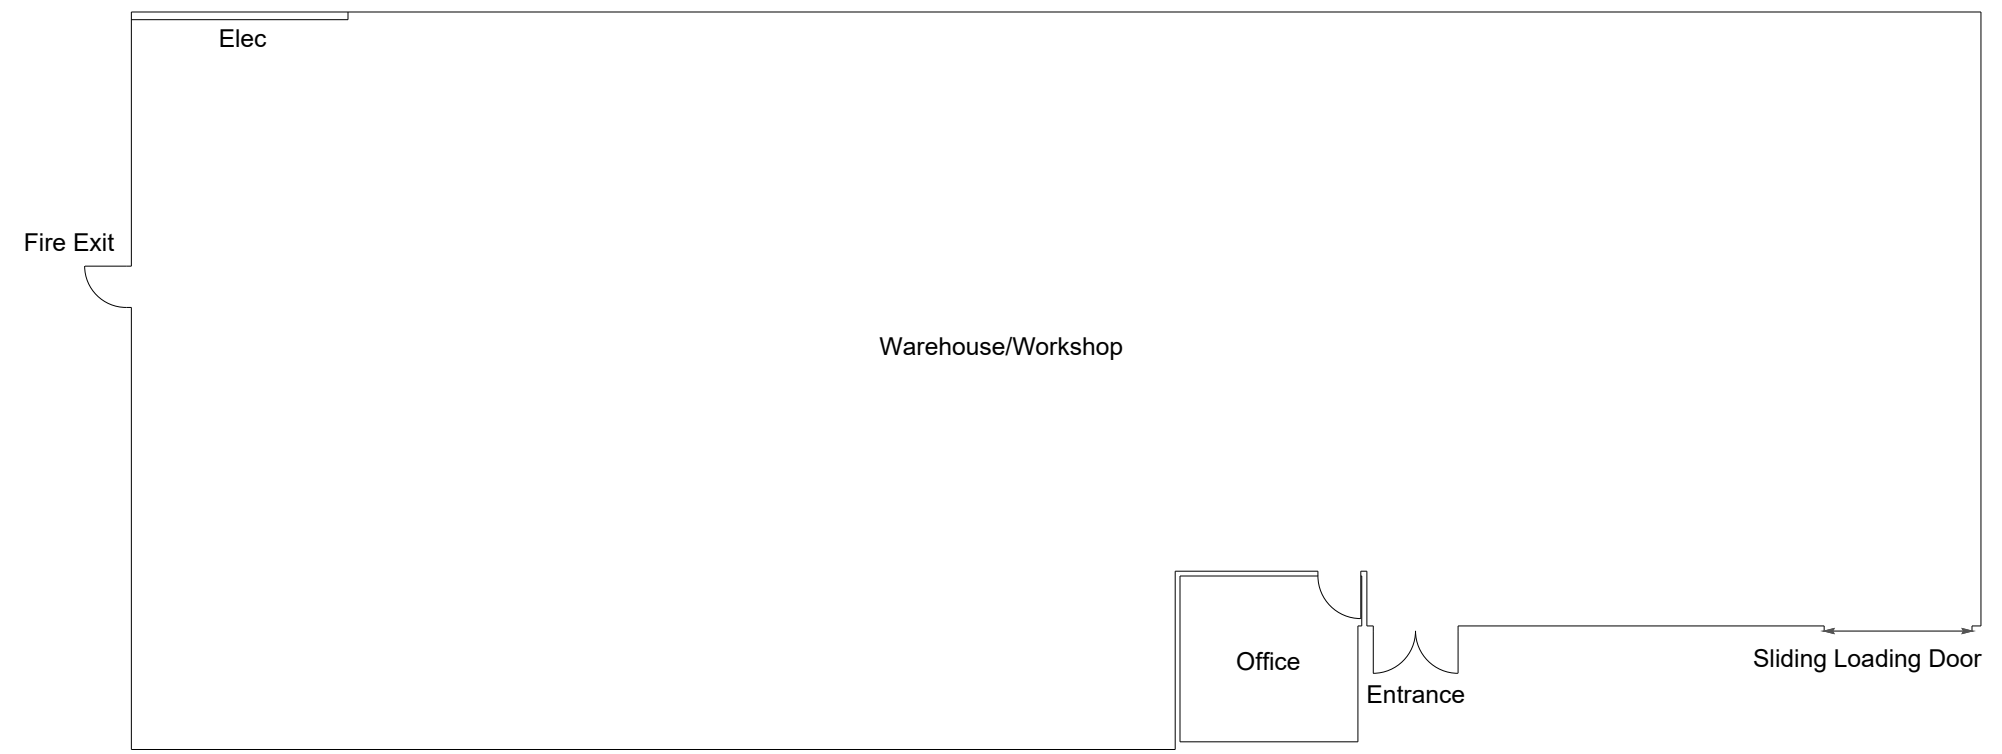 Elec
Fire Exit
Warehouse/Workshop
Office
Sliding Loading Door
Entrance